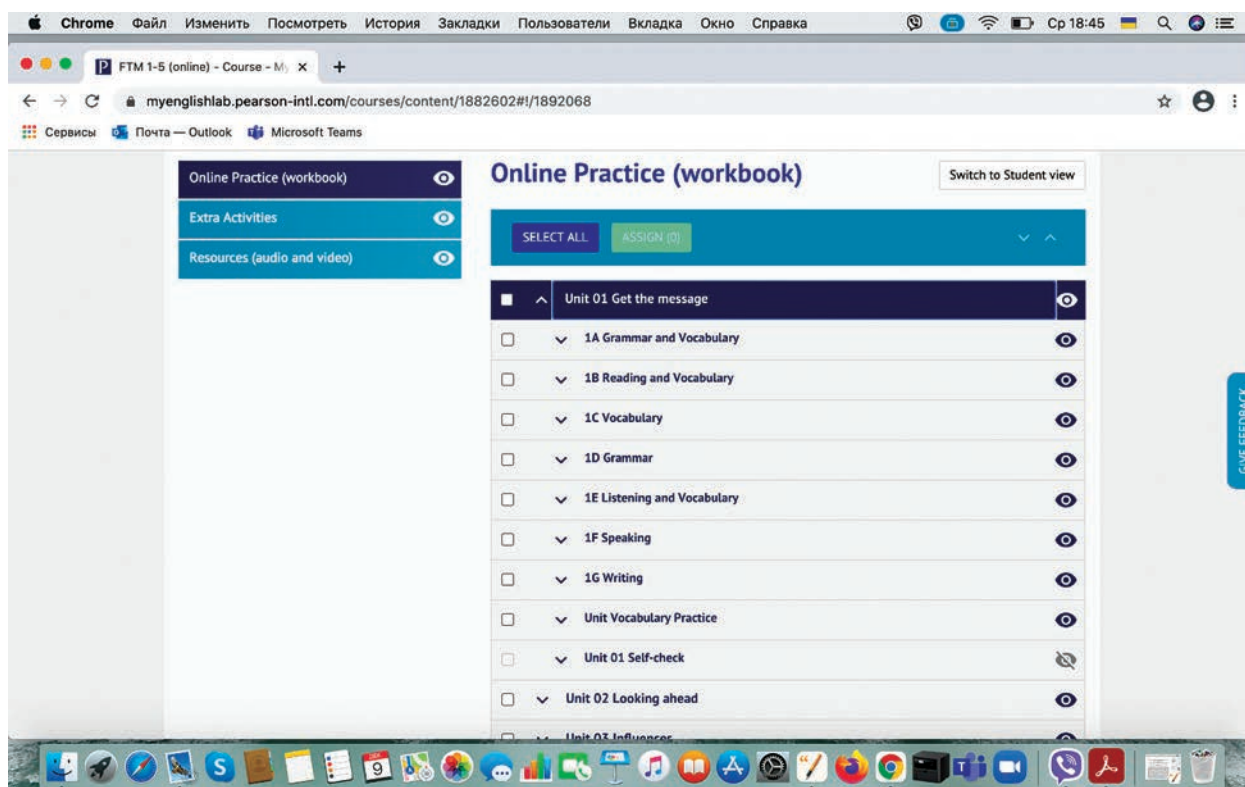 Chrome Файл Изменить Посмотреть История Закладки Пользователи Вкладка Окно Справка Ср 18:45
FTM 1-5 (online) - Course - My
myenglishlab.pearson-intl.com/courses/content/1882602#!/1892068
Сервисы Почта — Outlook Microsoft Teams
Online Practice (workbook)
Extra Activities
Resources (audio and video)
Online Practice (workbook)
Switch to Student view
SELECT ALL ASSIGN (0)
Unit 01 Get the message
1A Grammar and Vocabulary
1B Reading and Vocabulary
1C Vocabulary
1D Grammar
1E Listening and Vocabulary
1F Speaking
1G Writing
Unit Vocabulary Practice
Unit 01 Self-check
Unit 02 Looking ahead
Unit 03 Influences
GIVE FEEDBACK
9